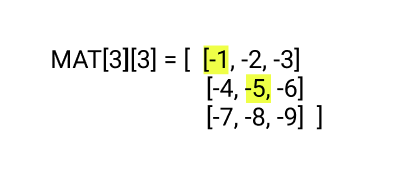 MAT[3][3] = [ [-1, -2, -3]
[-4, -5, -6]
[-7, -8, -9] ]